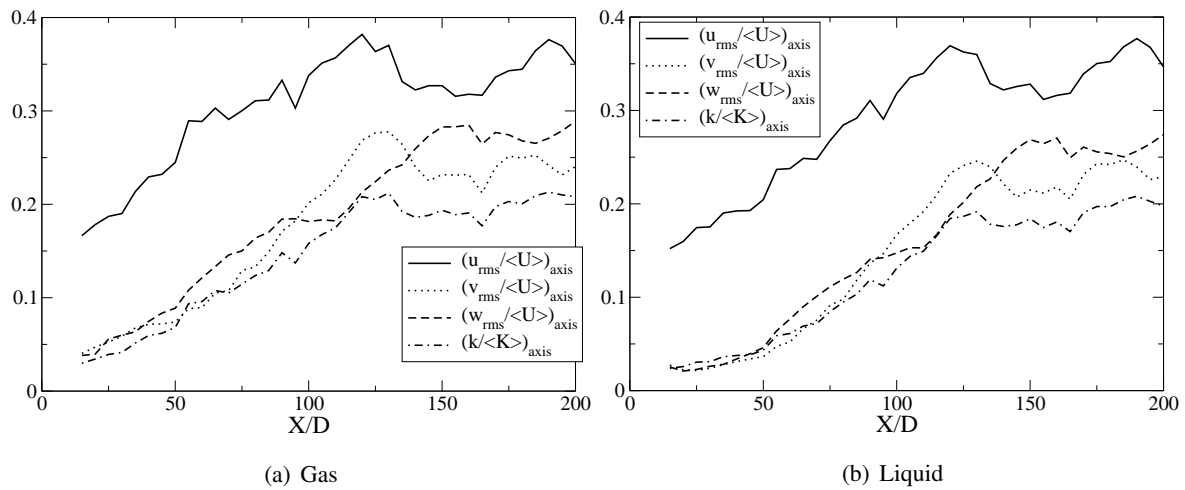 0.4
0.3
0.2
0.1
0
0 50 100 150 200
X/D
(u_rms/<U>)_axis
(v_rms/<U>)_axis
(w_rms/<U>)_axis
(k/<K>)_axis
(a) Gas
0.4
0.3
0.2
0.1
0
0 50 100 150 200
X/D
(u_rms/<U>)_axis
(v_rms/<U>)_axis
(w_rms/<U>)_axis
(k/<K>)_axis
(b) Liquid